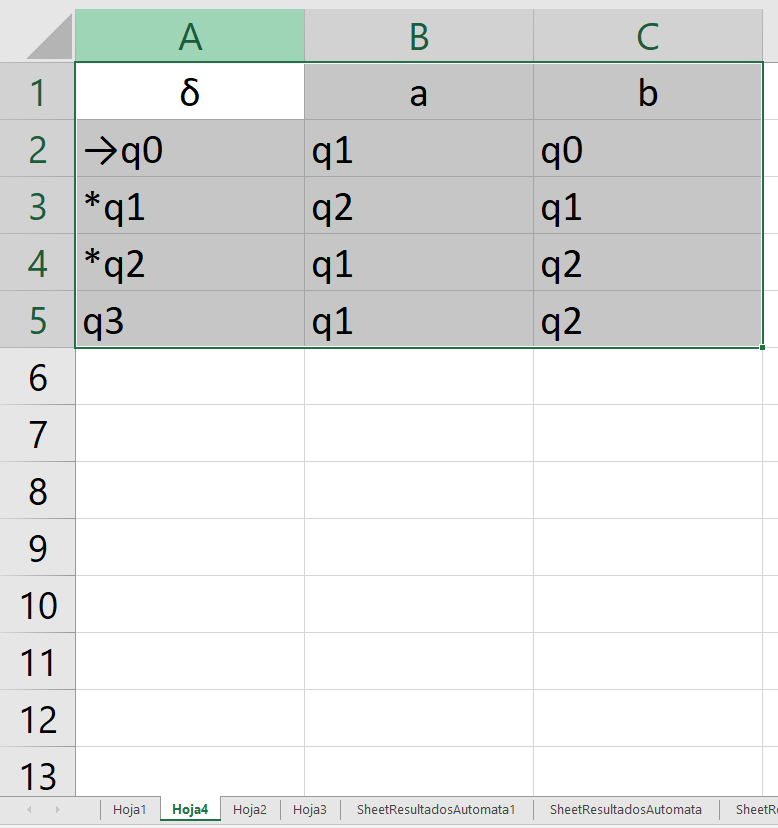 A B C
1 δ a b
2 →q0 q1 q0
3 *q1 q2 q1
4 *q2 q1 q2
5 q3 q1 q2
6
7
8
9
10
11
12
13
Hoja1 Hoja4 Hoja2 Hoja3 SheetResultadosAutomata1 SheetResultadosAutomata SheetRe